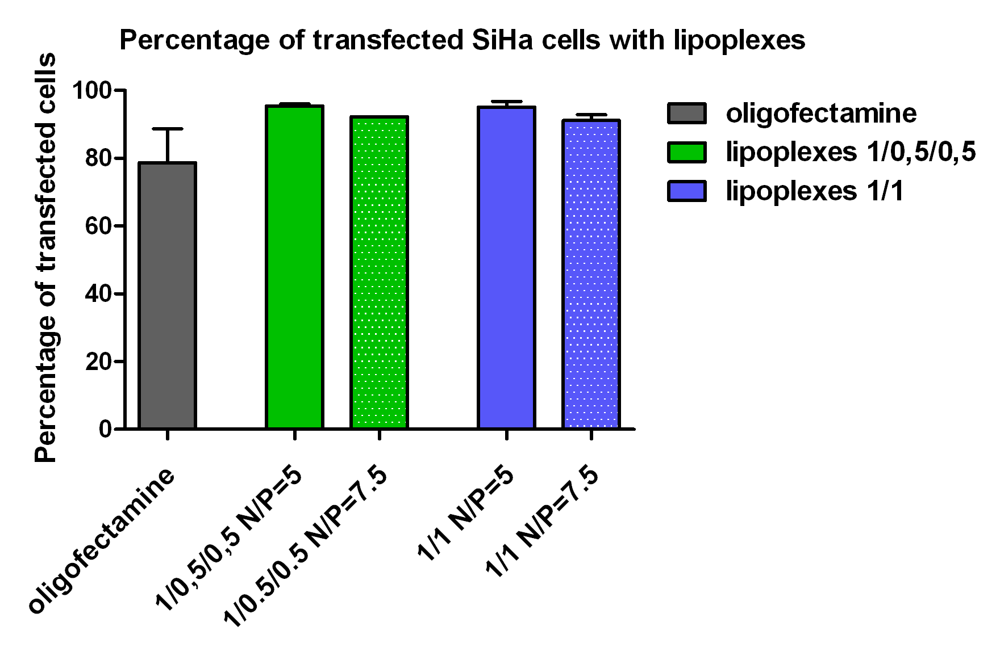 Percentage of transfected SiHa cells with lipoplexes
Percentage of transfected cells
100
80
60
40
20
0
oligofectamine
1/0,5/0,5 N/P=5
1/0.5/0.5 N/P=7.5
1/1 N/P=5
1/1 N/P=7.5
oligofectamine
lipoplexes 1/0,5/0,5
lipoplexes 1/1